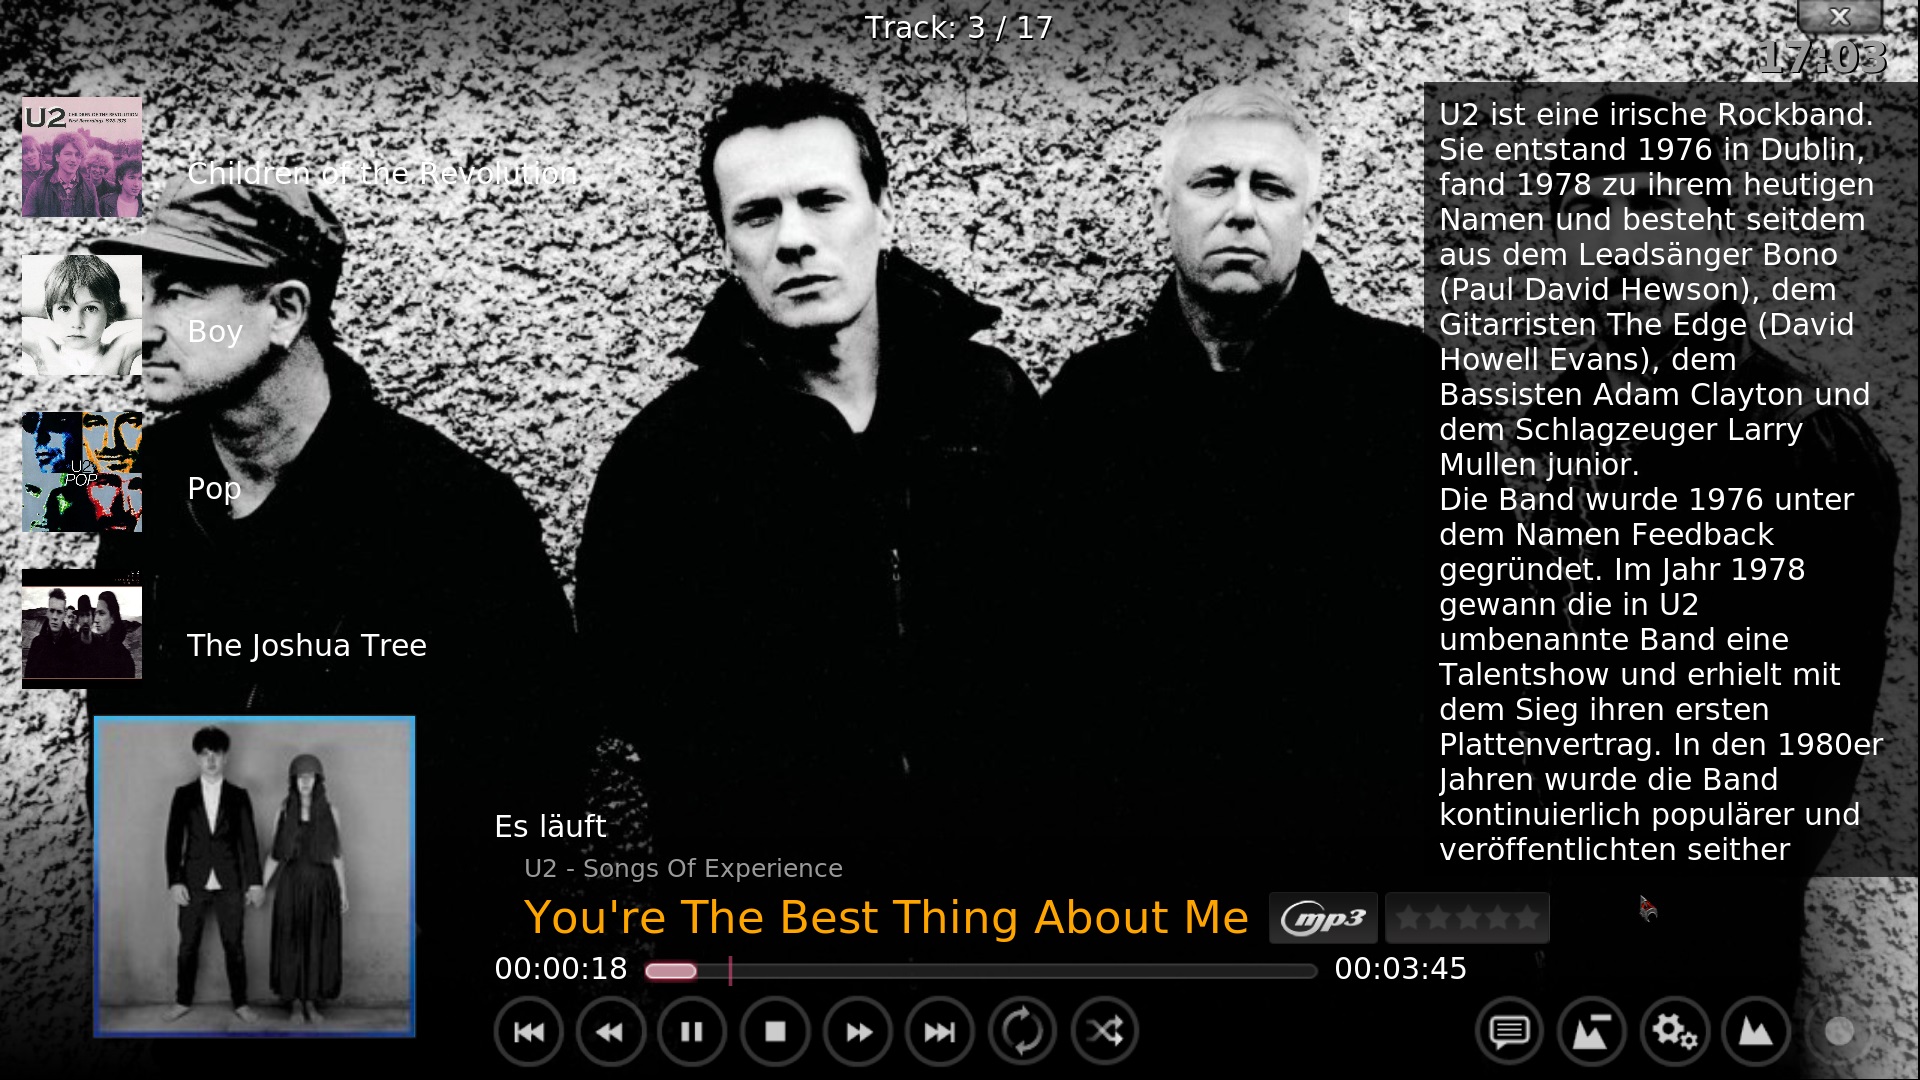 Track: 3 / 17
x
17:03
U2 CHILDREN OF THE REVOLUTION
Children of the Revolution
Boy
U2
POP
Pop
The Joshua Tree
U2 ist eine irische Rockband.
Sie entstand 1976 in Dublin,
fand 1978 zu ihrem heutigen
Namen und besteht seitdem
aus dem Leadsänger Bono
(Paul David Hewson), dem
Gitarristen The Edge (David
Howell Evans), dem
Bassisten Adam Clayton und
dem Schlagzeuger Larry
Mullen junior.
Die Band wurde 1976 unter
dem Namen Feedback
gegründet. Im Jahr 1978
gewann die in U2
umbenannte Band eine
Talentshow und erhielt mit
dem Sieg ihren ersten
Plattenvertrag. In den 1980er
Jahren wurde die Band
kontinuierlich populärer und
veröffentlichten seither
Es läuft
U2 - Songs Of Experience
You're The Best Thing About Me
mp3
00:00:18
00:03:45